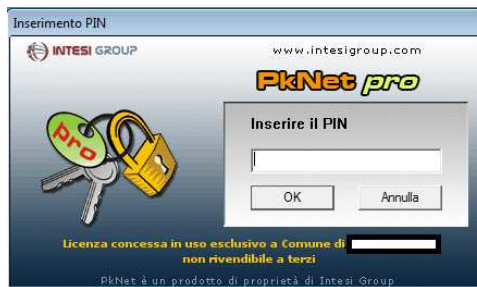 Inserimento PIN
INTESI GROUP
www.intesigroup.com
PkNet pro
pro
Inserire il PIN
OK
Annulla
Licenza concessa in uso esclusivo a Comune di
non rivendibile a terzi
PkNet è un prodotto di proprietà di Intesi Group